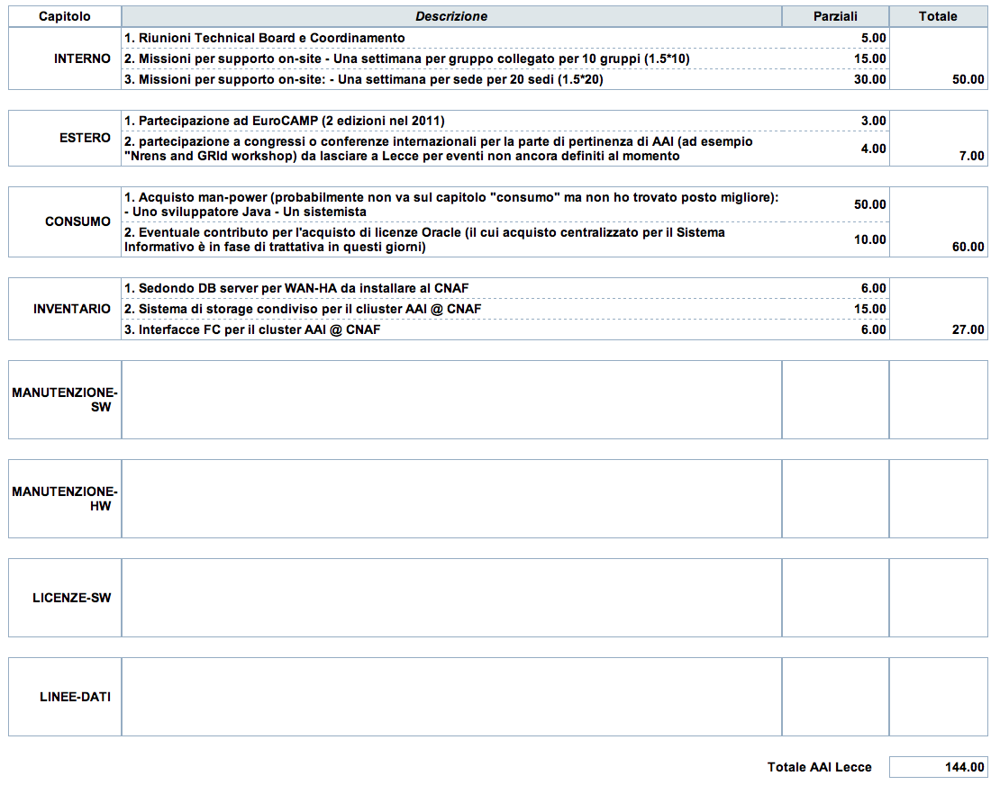 Capitolo Descrizione Parziali Totale
INTERNO
1. Riunioni Technical Board e Coordinamento 5.00
2. Missioni per supporto on-site - Una settimana per gruppo collegato per 10 gruppi (1.5*10) 15.00
3. Missioni per supporto on-site: - Una settimana per sede per 20 sedi (1.5*20) 30.00 50.00
ESTERO
1. Partecipazione ad EuroCAMP (2 edizioni nel 2011) 3.00
2. partecipazione a congressi o conferenze internazionali per la parte di pertinenza di AAI (ad esempio
"Nrens and GRId workshop) da lasciare a Lecce per eventi non ancora definiti al momento 4.00 7.00
CONSUMO
1. Acquisto man-power (probabilmente non va sul capitolo "consumo" ma non ho trovato posto migliore):
- Uno sviluppatore Java - Un sistemista 50.00
2. Eventuale contributo per l'acquisto di licenze Oracle (il cui acquisto centralizzato per il Sistema
Informativo è in fase di trattativa in questi giorni) 10.00 60.00
INVENTARIO
1. Sedondo DB server per WAN-HA da installare al CNAF 6.00
2. Sistema di storage condiviso per il cliuster AAI @ CNAF 15.00
3. Interfacce FC per il cluster AAI @ CNAF 6.00 27.00
MANUTENZIONE-
SW
MANUTENZIONE-
HW
LICENZE-SW
LINEE-DATI
Totale AAI Lecce 144.00